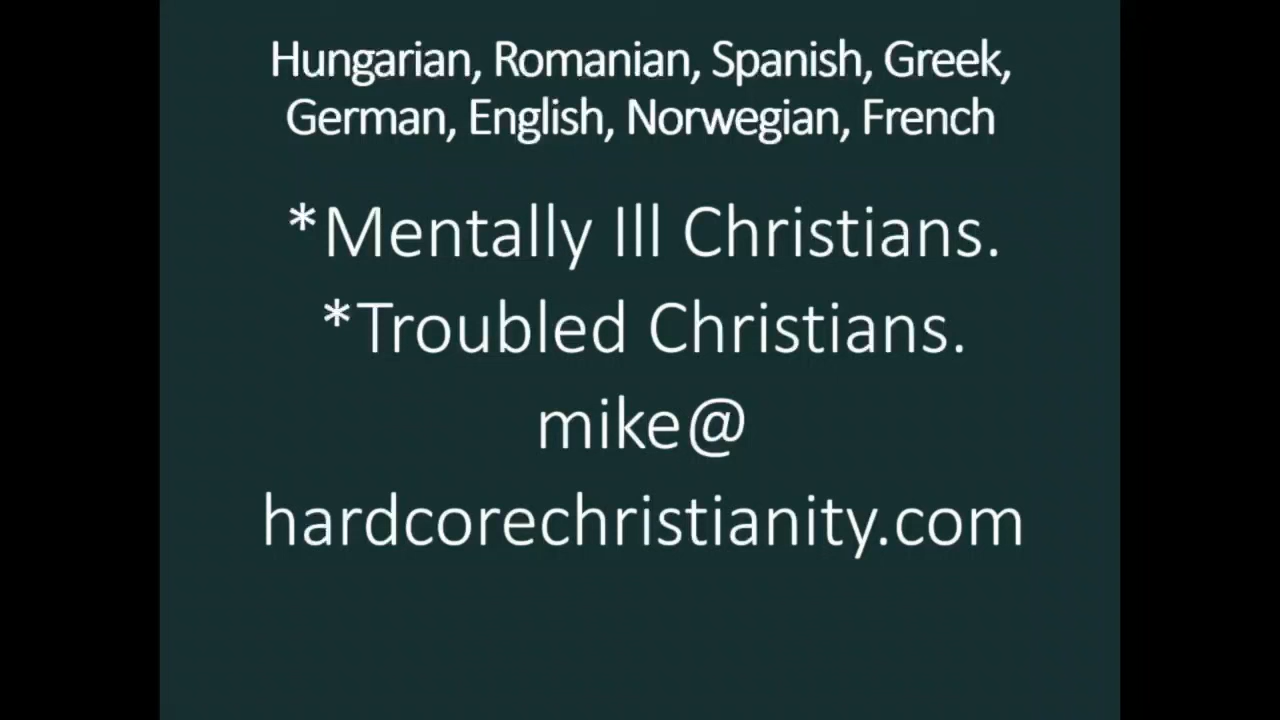 Hungarian, Romanian, Spanish, Greek,
German, English, Norwegian, French
*Mentally Ill Christians.
*Troubled Christians.
mike@
hardcorechristianity.com